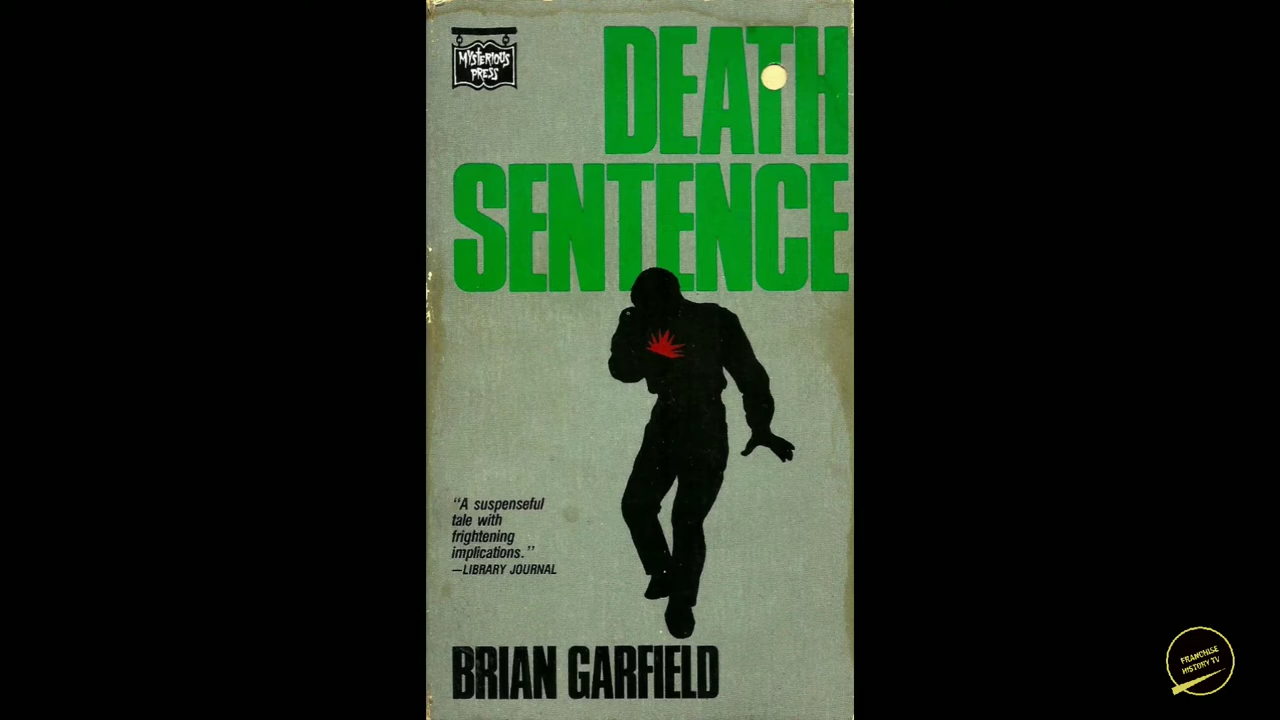 MYSTERIOUS
PRESS
DEATH
SENTENCE
"A suspenseful
tale with
frightening
implications."
—LIBRARY JOURNAL
BRIAN GARFIELD
FRANCHISE
HISTORY TV